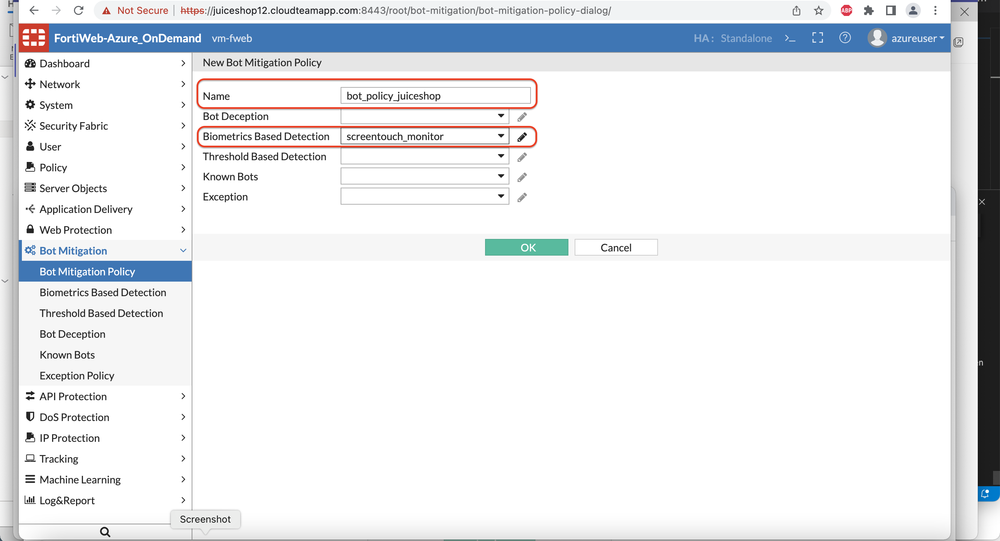 Not Secure https://juiceshop12.cloudteamapp.com:8443/root/bot-mitigation/bot-mitigation-policy-dialog/
ABP
FortiWeb-Azure_OnDemand vm-fweb HA: Standalone >_ ? azureuser
Dashboard
Network
System
Security Fabric
User
Policy
Server Objects
Application Delivery
Web Protection
Bot Mitigation
Bot Mitigation Policy
Biometrics Based Detection
Threshold Based Detection
Bot Deception
Known Bots
Exception Policy
API Protection
DoS Protection
IP Protection
Tracking
Machine Learning
Log&Report
New Bot Mitigation Policy
Name bot_policy_juiceshop
Bot Deception
Biometrics Based Detection screentouch_monitor
Threshold Based Detection
Known Bots
Exception
OK Cancel
Screenshot